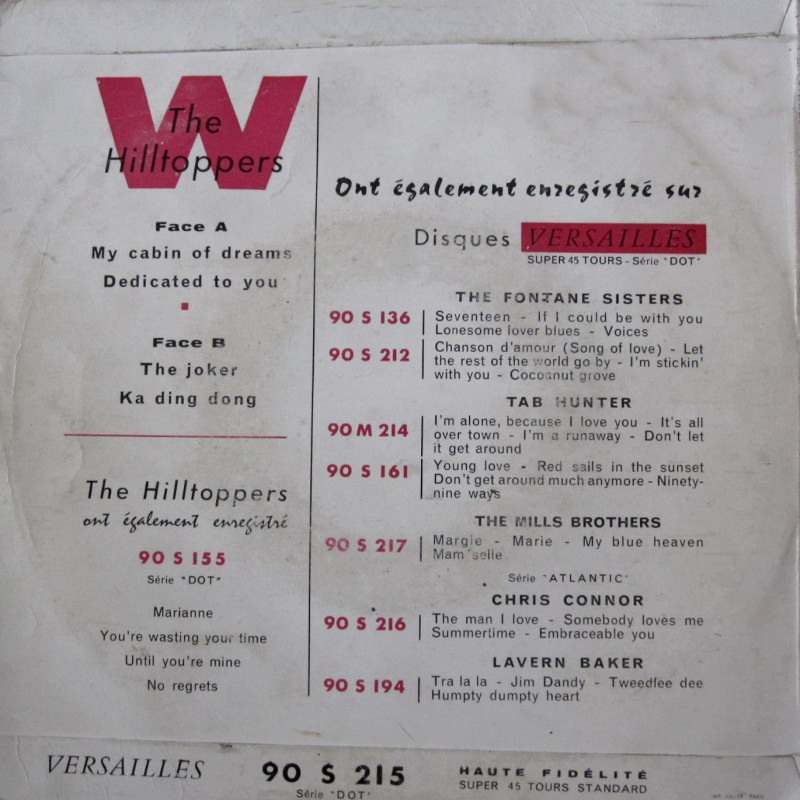 W
The
Hilltoppers
Face A
My cabin of dreams
Dedicated to you
Face B
The joker
Ka ding dong
The Hilltoppers
ont également enregistré
90 S 155
Série "DOT"
Marianne
You're wasting your time
Until you're mine
No regrets
Ont également enregistré sur
Disques VERSAILLES
SUPER 45 TOURS - Série "DOT"
THE FONTANE SISTERS
90 S 136
Seventeen - If I could be with you
Lonesome lover blues - Voices
90 S 212
Chanson d'amour (Song of love) - Let
the rest of the world go by - I'm stickin'
with you - Cocoanut grove
TAB HUNTER
90 M 214
I'm alone, because I love you - It's all
over town - I'm a runaway - Don't let
it get around
90 S 161
Young love - Red sails in the sunset
Don't get around much anymore - Ninety-
nine ways
THE MILLS BROTHERS
90 S 217
Margie - Marie - My blue heaven
Mam'selle
Série "ATLANTIC"
CHRIS CONNOR
90 S 216
The man I love - Somebody loves me
Summertime - Embraceable you
LAVERN BAKER
90 S 194
Tra la la - Jim Dandy - Tweedlee dee
Humpty dumpty heart
VERSAILLES
90 S 215
Série "DOT"
HAUTE FIDÉLITÉ
SUPER 45 TOURS STANDARD